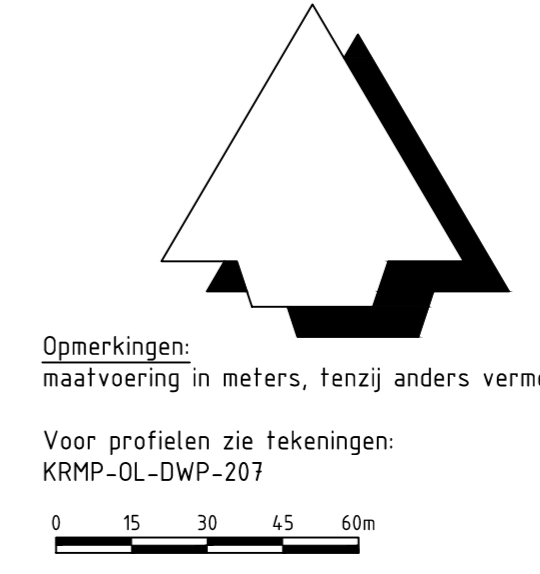 Opmerkingen:
maatvoering in meters, tenzij anders
Voor profielen zie tekeningen:
KRMP-OL-DWP-207
0 15 30 45 60m